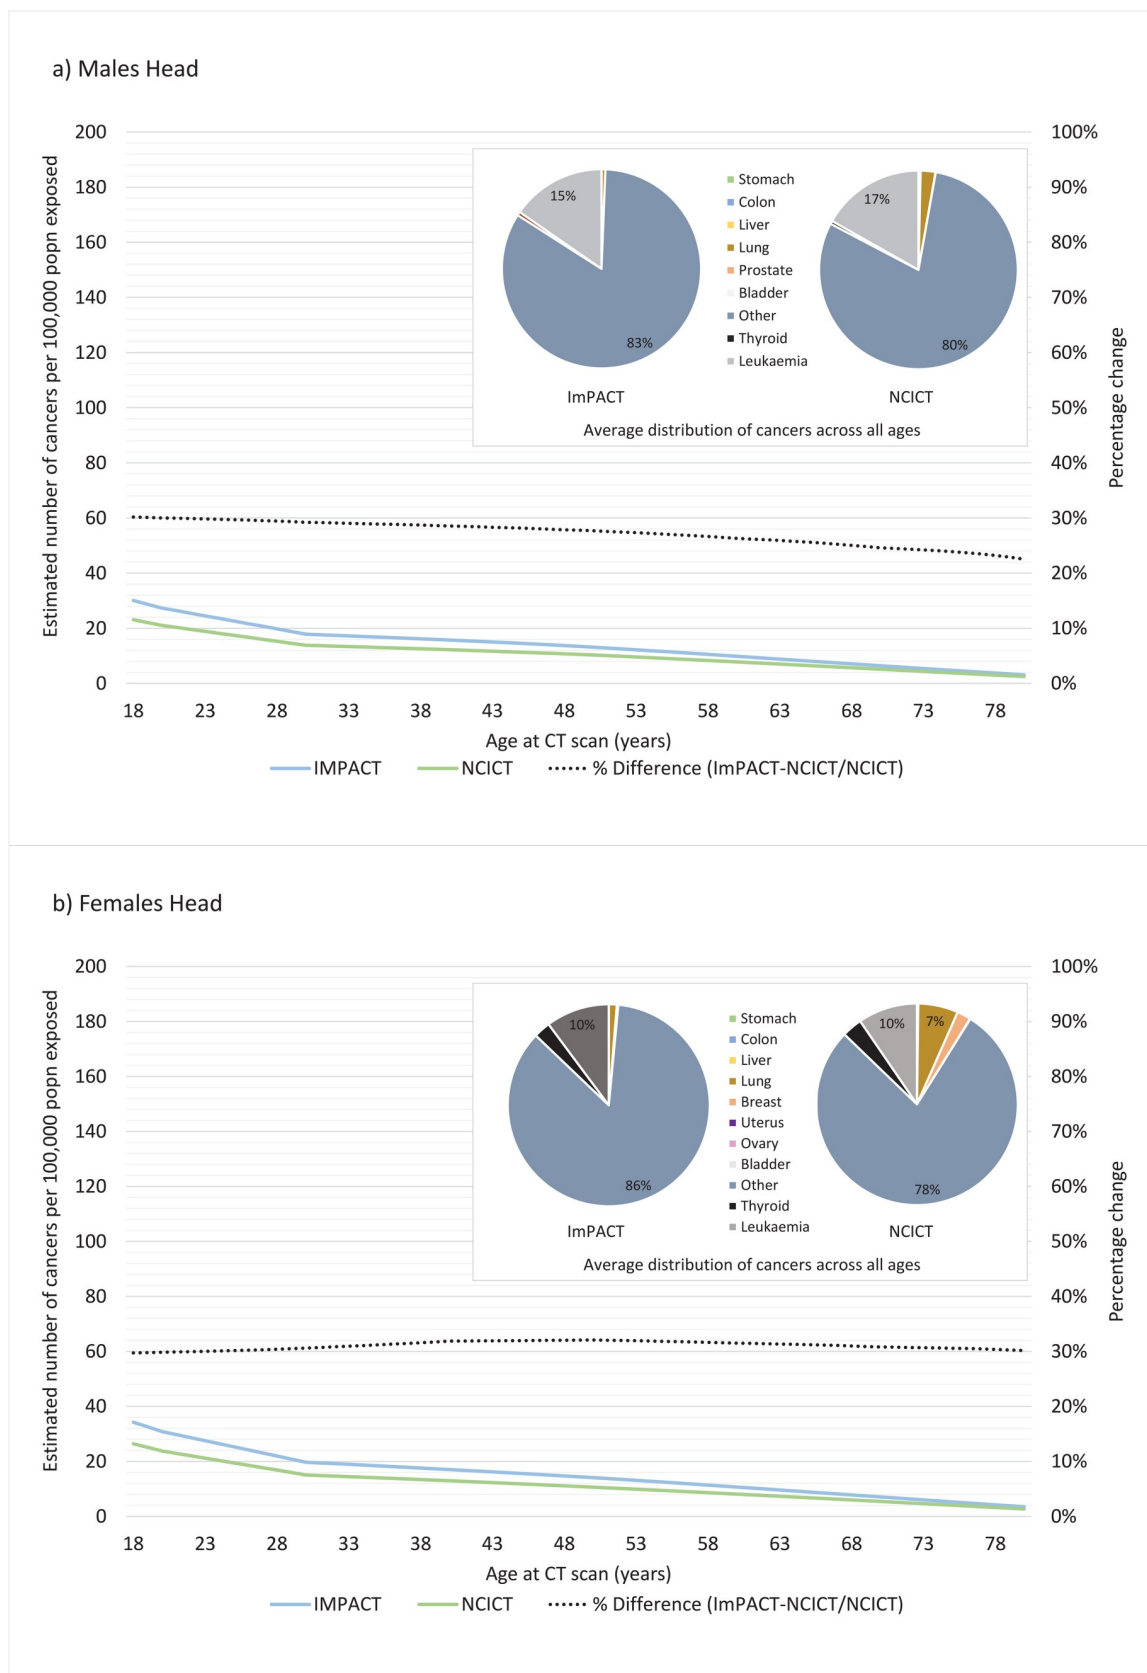 a) Males Head
Estimated number of cancers per 100,000 popn exposed
200
180
160
140
120
100
80
60
40
20
0
100%
90%
80%
70%
60%
50%
40%
30%
20%
10%
0%
Percentage change
15%
83%
ImPACT
Stomach
Colon
Liver
Lung
Prostate
Bladder
Other
Thyroid
Leukaemia
17%
80%
NCICT
Average distribution of cancers across all ages
18 23 28 33 38 43 48 53 58 63 68 73 78
Age at CT scan (years)
IMPACT NCICT % Difference (ImPACT-NCICT/NCICT)
b) Females Head
Estimated number of cancers per 100,000 popn exposed
200
180
160
140
120
100
80
60
40
20
0
100%
90%
80%
70%
60%
50%
40%
30%
20%
10%
0%
Percentage change
10%
86%
ImPACT
Stomach
Colon
Liver
Lung
Breast
Uterus
Ovary
Bladder
Other
Thyroid
Leukaemia
10%
7%
78%
NCICT
Average distribution of cancers across all ages
18 23 28 33 38 43 48 53 58 63 68 73 78
Age at CT scan (years)
IMPACT NCICT % Difference (ImPACT-NCICT/NCICT)